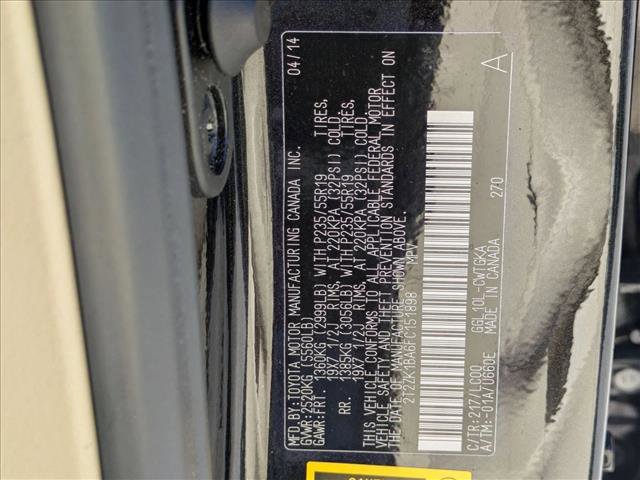 MFD.BY:TOYOTA MOTOR MANUFACTURING CANADA INC. 04/14
GVWR:2520KG (5560LB)
GAWR:FRT. 1360KG (2999LB) WITH P235/55R19 TIRES,
19X7 1/2J RIMS, AT 220KPA (32PSI) COLD,
RR. 1385KG (3058LB) WITH P235/55R19 TIRES,
19X7 1/2J RIMS, AT 220KPA (32PSI) COLD,
THIS VEHICLE CONFORMS TO ALL APPLICABLE FEDERAL MOTOR
VEHICLE SAFETY AND THEFT PREVENTION STANDARDS IN EFFECT ON
THE DATE OF MANUFACTURE SHOWN ABOVE.
2T2ZK1BA6FC151898 MPV
C/TR:217/LC00 GGL10L-CWTGKA
A/TM:-01A/U660E MADE IN CANADA 270
A